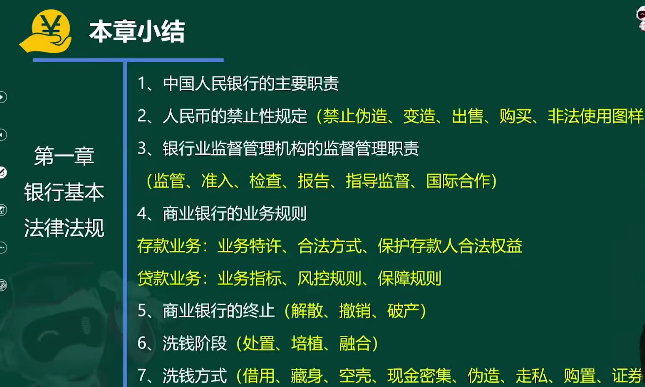 本章小结
第一章
银行基本
法律法规
1、中国人民银行的主要职责
2、人民币的禁止性规定（禁止伪造、变造、出售、购买、非法使用图样
3、银行业监督管理机构的监督管理职责
（监管、准入、检查、报告、指导监督、国际合作）
4、商业银行的业务规则
存款业务：业务特许、合法方式、保护存款人合法权益
贷款业务：业务指标、风控规则、保障规则
5、商业银行的终止（解散、撤销、破产）
6、洗钱阶段（处置、培植、融合）
7、洗钱方式（借用、藏身、空壳、现金密集、伪造、走私、购置、证券